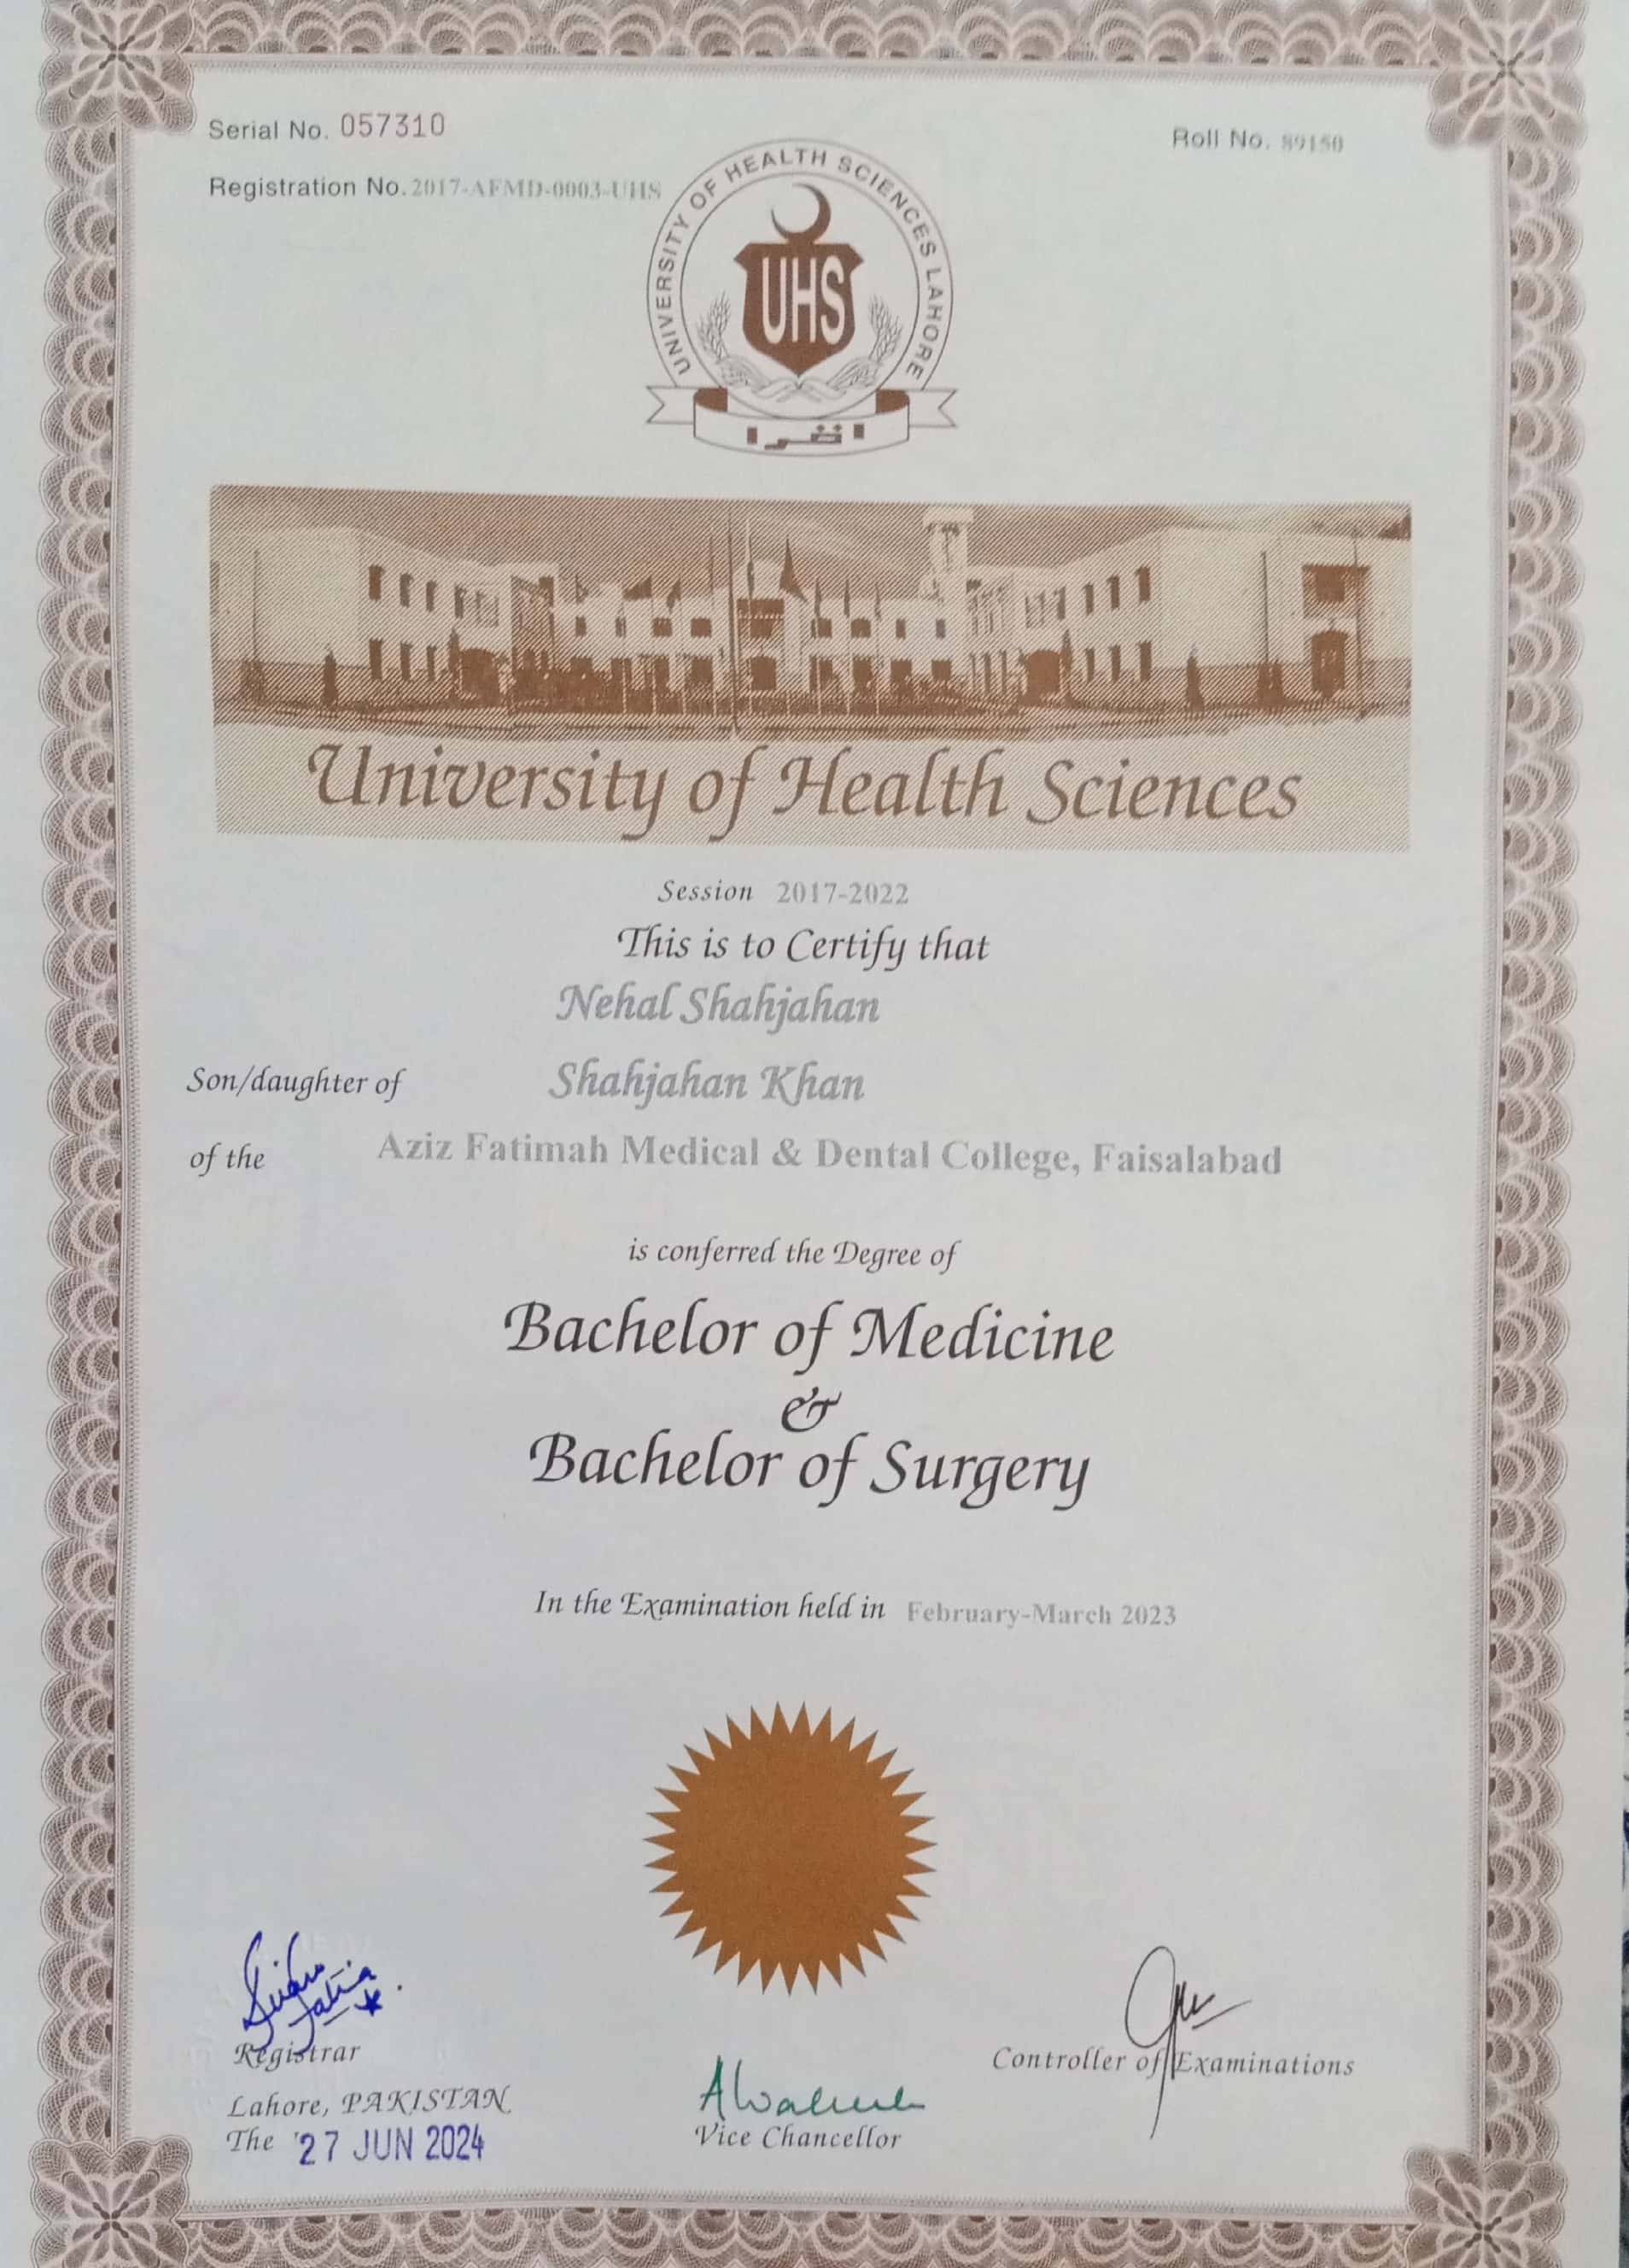 Serial No. 057310
Roll No. 89150
Registration No. 2017-AFMD-0003-UHS
UNIVERSITY OF HEALTH SCIENCES LAHORE
UHS
اقرا
University of Health Sciences
Session 2017-2022
This is to Certify that
Nehal Shahjahan
Son/daughter of Shahjahan Khan
of the Aziz Fatimah Medical & Dental College, Faisalabad
is conferred the Degree of
Bachelor of Medicine
&
Bachelor of Surgery
In the Examination held in February-March 2023
Registrar
Controller of Examinations
Lahore, PAKISTAN.
The 27 JUN 2024
Vice Chancellor